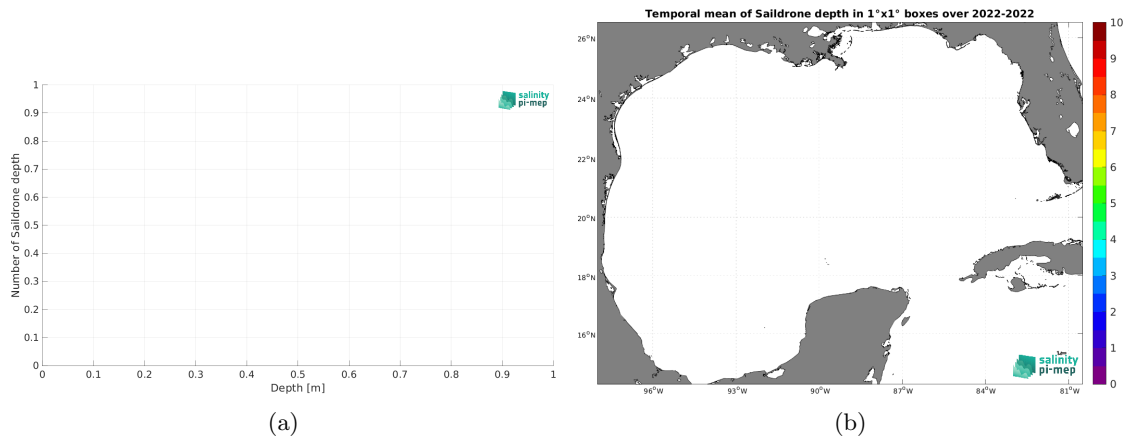 Temporal mean of Saildrone depth in 1°x1° boxes over 2022-2022
1
0.9
0.8
0.7
0.6
0.5
0.4
0.3
0.2
0.1
0
Number of Saildrone depth
0 0.1 0.2 0.3 0.4 0.5 0.6 0.7 0.8 0.9 1
Depth [m]
salinity
pi-mep
(a)
26°N
24°N
22°N
20°N
18°N
16°N
96°W 93°W 90°W 87°W 84°W 81°W
salinity
pi-mep
10
9
8
7
6
5
4
3
2
1
0
(b)